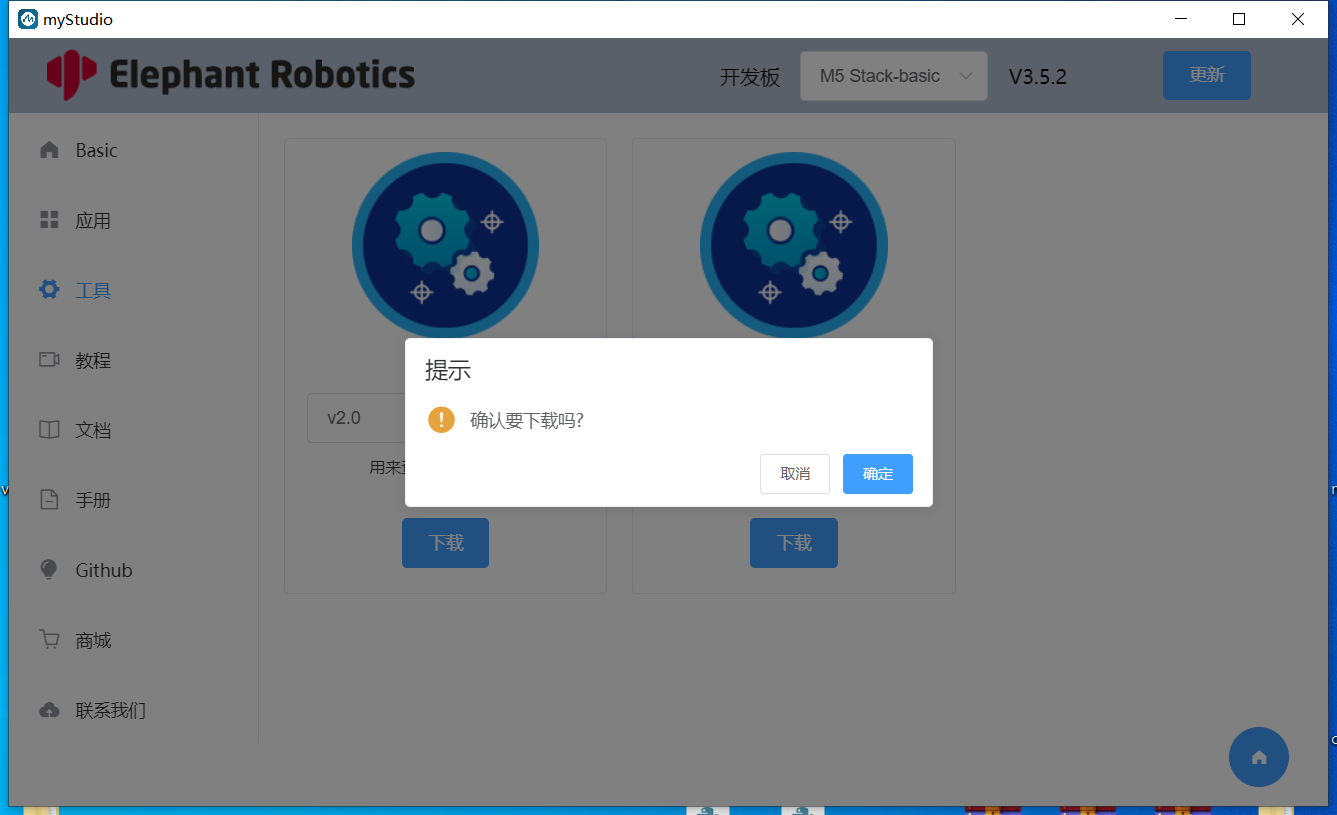 myStudio
Elephant Robotics
开发板
M5 Stack-basic
V3.5.2
更新
Basic
应用
工具
教程
文档
手册
Github
商城
联系我们
提示
确认要下载吗?
取消
确定
v2.0
用来
下载
下载